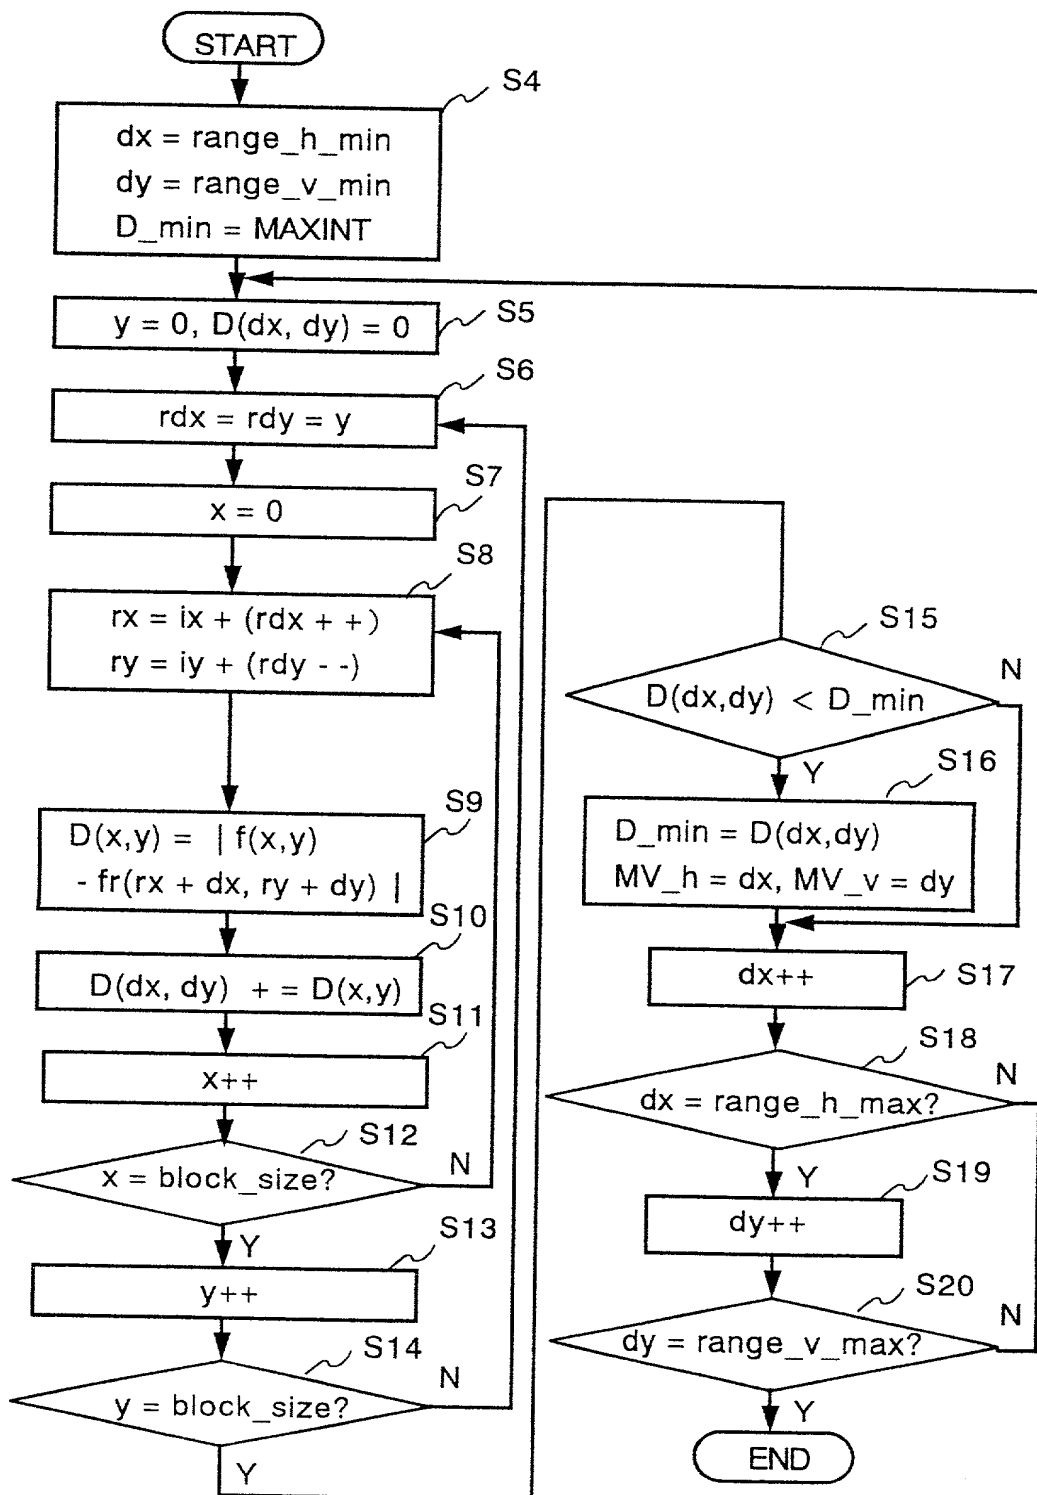 START
S4
dx = range_h_min
dy = range_v_min
D_min = MAXINT
S5
y = 0, D(dx, dy) = 0
S6
rdx = rdy = y
S7
x = 0
S8
rx = ix + (rdx + +)
ry = iy + (rdy - -)
S9
D(x,y) = | f(x,y)
- fr(rx + dx, ry + dy) |
S10
D(dx, dy) + = D(x,y)
S11
x++
S12
x = block_size?
N
Y
S13
y++
S14
y = block_size?
N
Y
S15
D(dx,dy) < D_min
N
Y
S16
D_min = D(dx,dy)
MV_h = dx, MV_v = dy
S17
dx++
S18
dx = range_h_max?
N
Y
S19
dy++
S20
dy = range_v_max?
N
Y
END